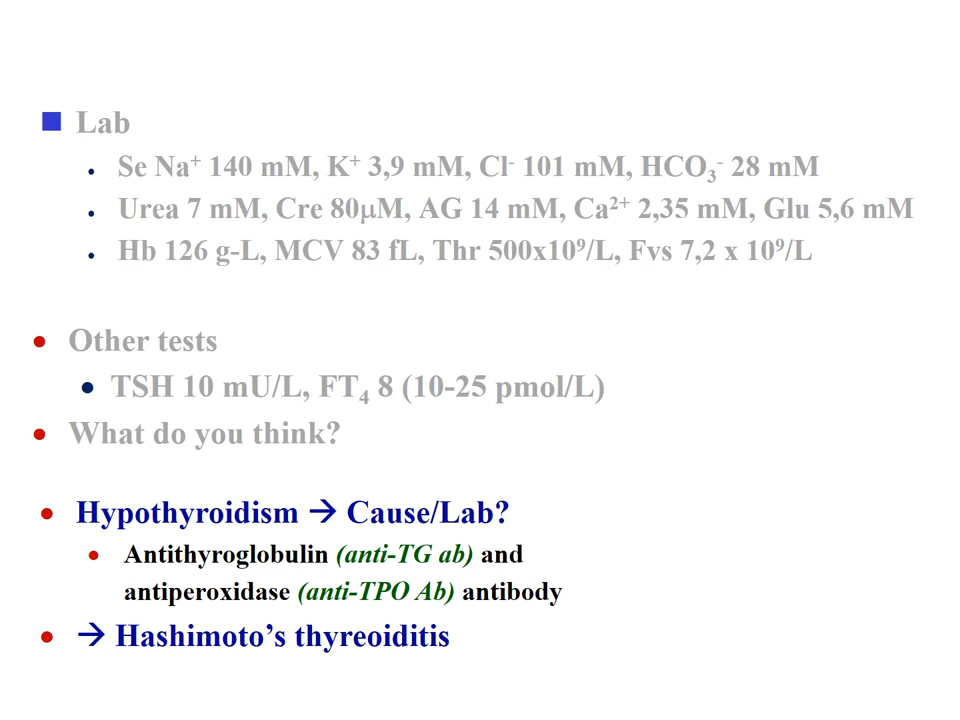 Lab
Se Na⁺ 140 mM, K⁺ 3,9 mM, Cl⁻ 101 mM, HCO₃⁻ 28 mM
Urea 7 mM, Cre 80μM, AG 14 mM, Ca²⁺ 2,35 mM, Glu 5,6 mM
Hb 126 g-L, MCV 83 fL, Thr 500x10⁹/L, Fvs 7,2 x 10⁹/L
Other tests
TSH 10 mU/L, FT₄ 8 (10-25 pmol/L)
What do you think?
Hypothyroidism → Cause/Lab?
Antithyroglobulin (anti-TG ab) and
antiperoxidase (anti-TPO Ab) antibody
→ Hashimoto’s thyreoiditis